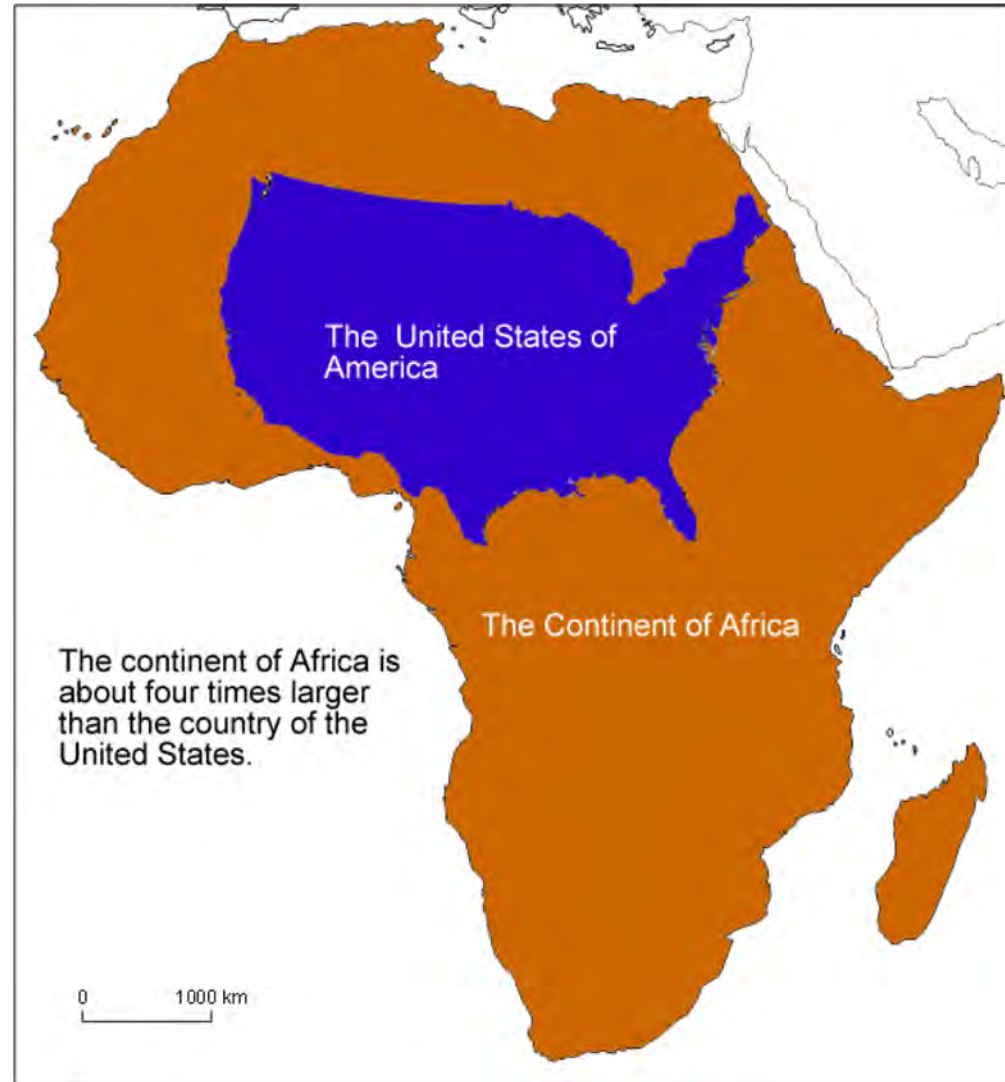 The United States of
America
The Continent of Africa
The continent of Africa is
about four times larger
than the country of the
United States.
0 1000 km